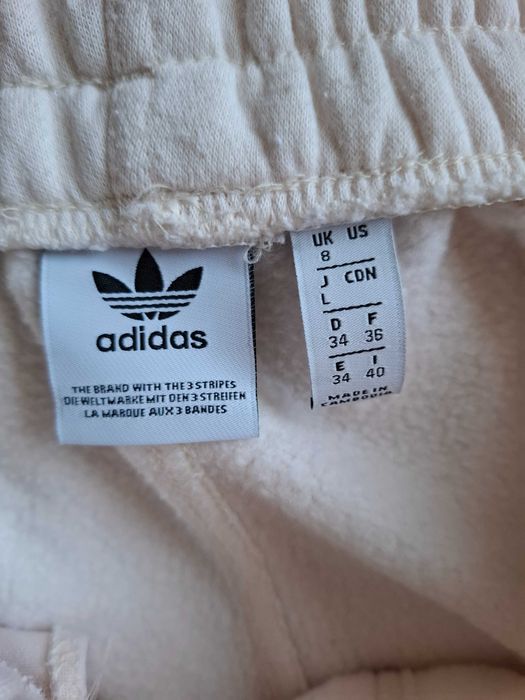 adidas
THE BRAND WITH THE 3 STRIPES
DIE WELTMARKE MIT DEN 3 STREIFEN
LA MARQUE AUX 3 BANDES
UK US
8
J CDN
L
D F
34 36
E I
34 40
MADE IN
CAMBODIA